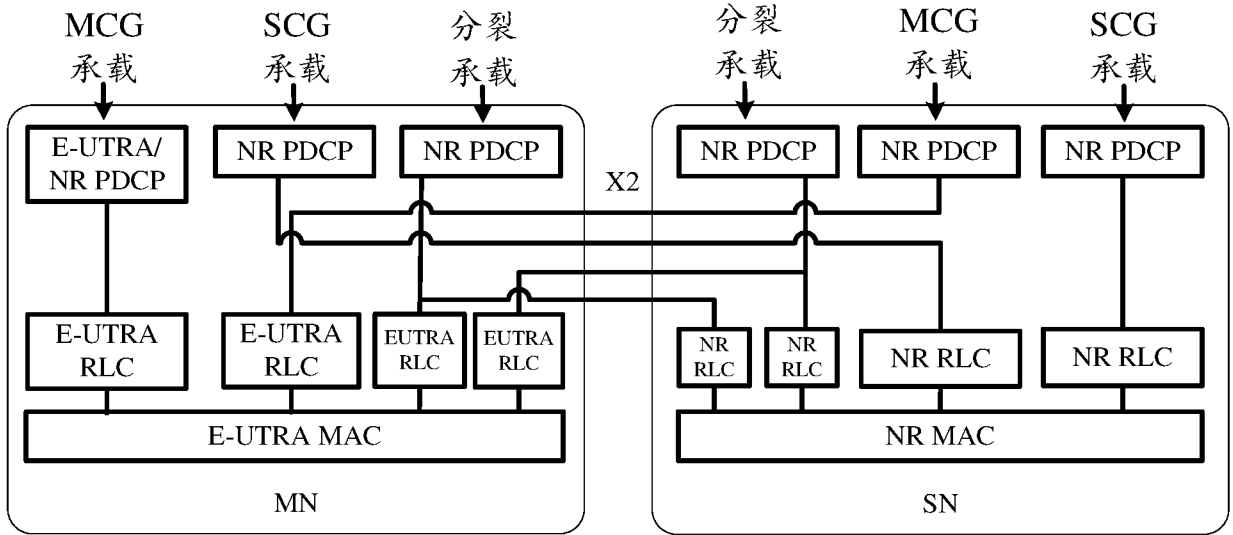 MCG
承载
SCG
承载
分裂
承载
分裂
承载
MCG
承载
SCG
承载
E-UTRA/
NR PDCP
NR PDCP
NR PDCP
X2
NR PDCP
NR PDCP
NR PDCP
E-UTRA
RLC
E-UTRA
RLC
EUTRA
RLC
EUTRA
RLC
NR
RLC
NR
RLC
NR RLC
NR RLC
E-UTRA MAC
NR MAC
MN
SN